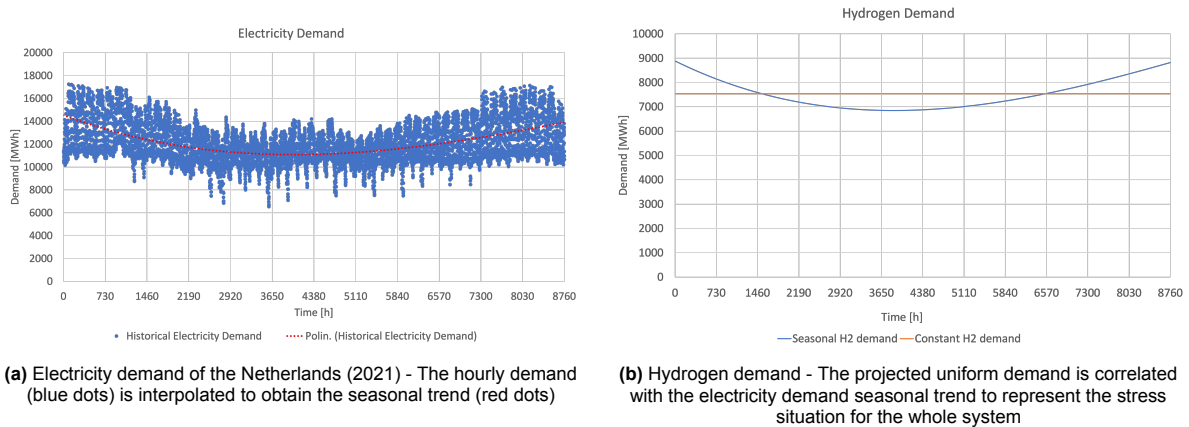 Electricity Demand
20000
18000
16000
14000
12000
10000
8000
6000
4000
2000
0
Demand [MWh]
0 730 1460 2190 2920 3650 4380 5110 5840 6570 7300 8030 8760
Time [h]
Historical Electricity Demand Polin. (Historical Electricity Demand)
(a) Electricity demand of the Netherlands (2021) - The hourly demand
(blue dots) is interpolated to obtain the seasonal trend (red dots)
Hydrogen Demand
10000
9000
8000
7000
6000
5000
4000
3000
2000
1000
0
Demand [MWh]
0 730 1460 2190 2920 3650 4380 5110 5840 6570 7300 8030 8760
Time [h]
Seasonal H2 demand Constant H2 demand
(b) Hydrogen demand - The projected uniform demand is correlated
with the electricity demand seasonal trend to represent the stress
situation for the whole system